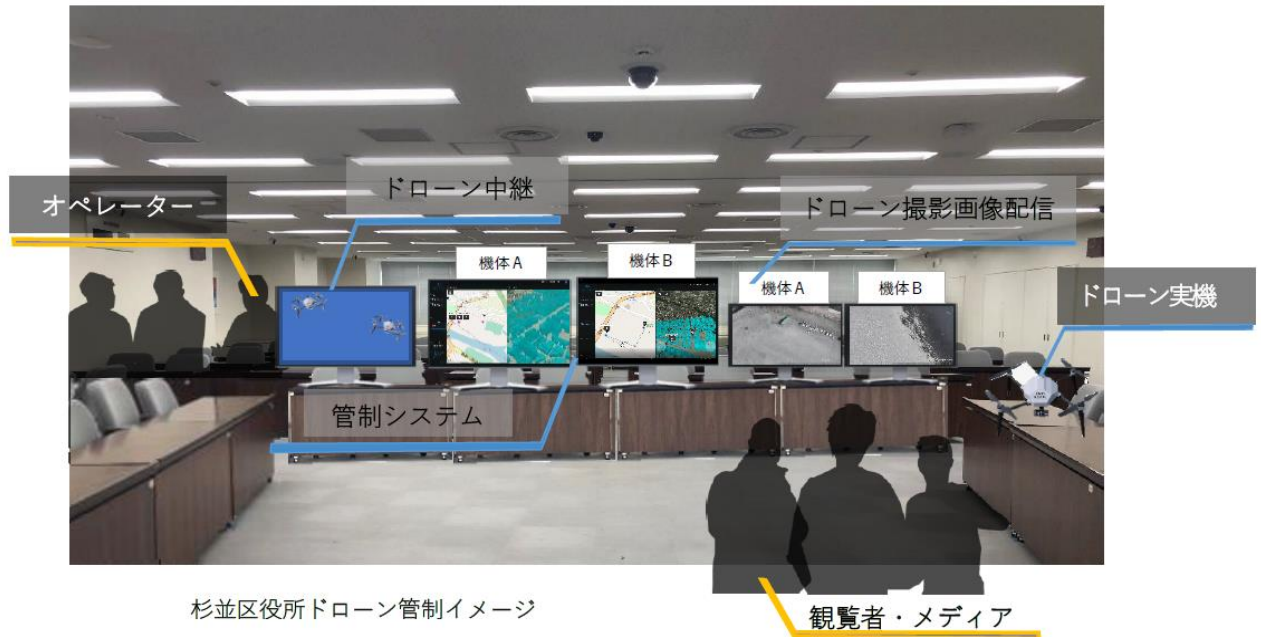 オペレーター
ドローン中継
ドローン撮影画像配信
機体A
機体B
機体A
機体B
ドローン実機
管制システム
杉並区役所ドローン管制イメージ
観覧者・メディア